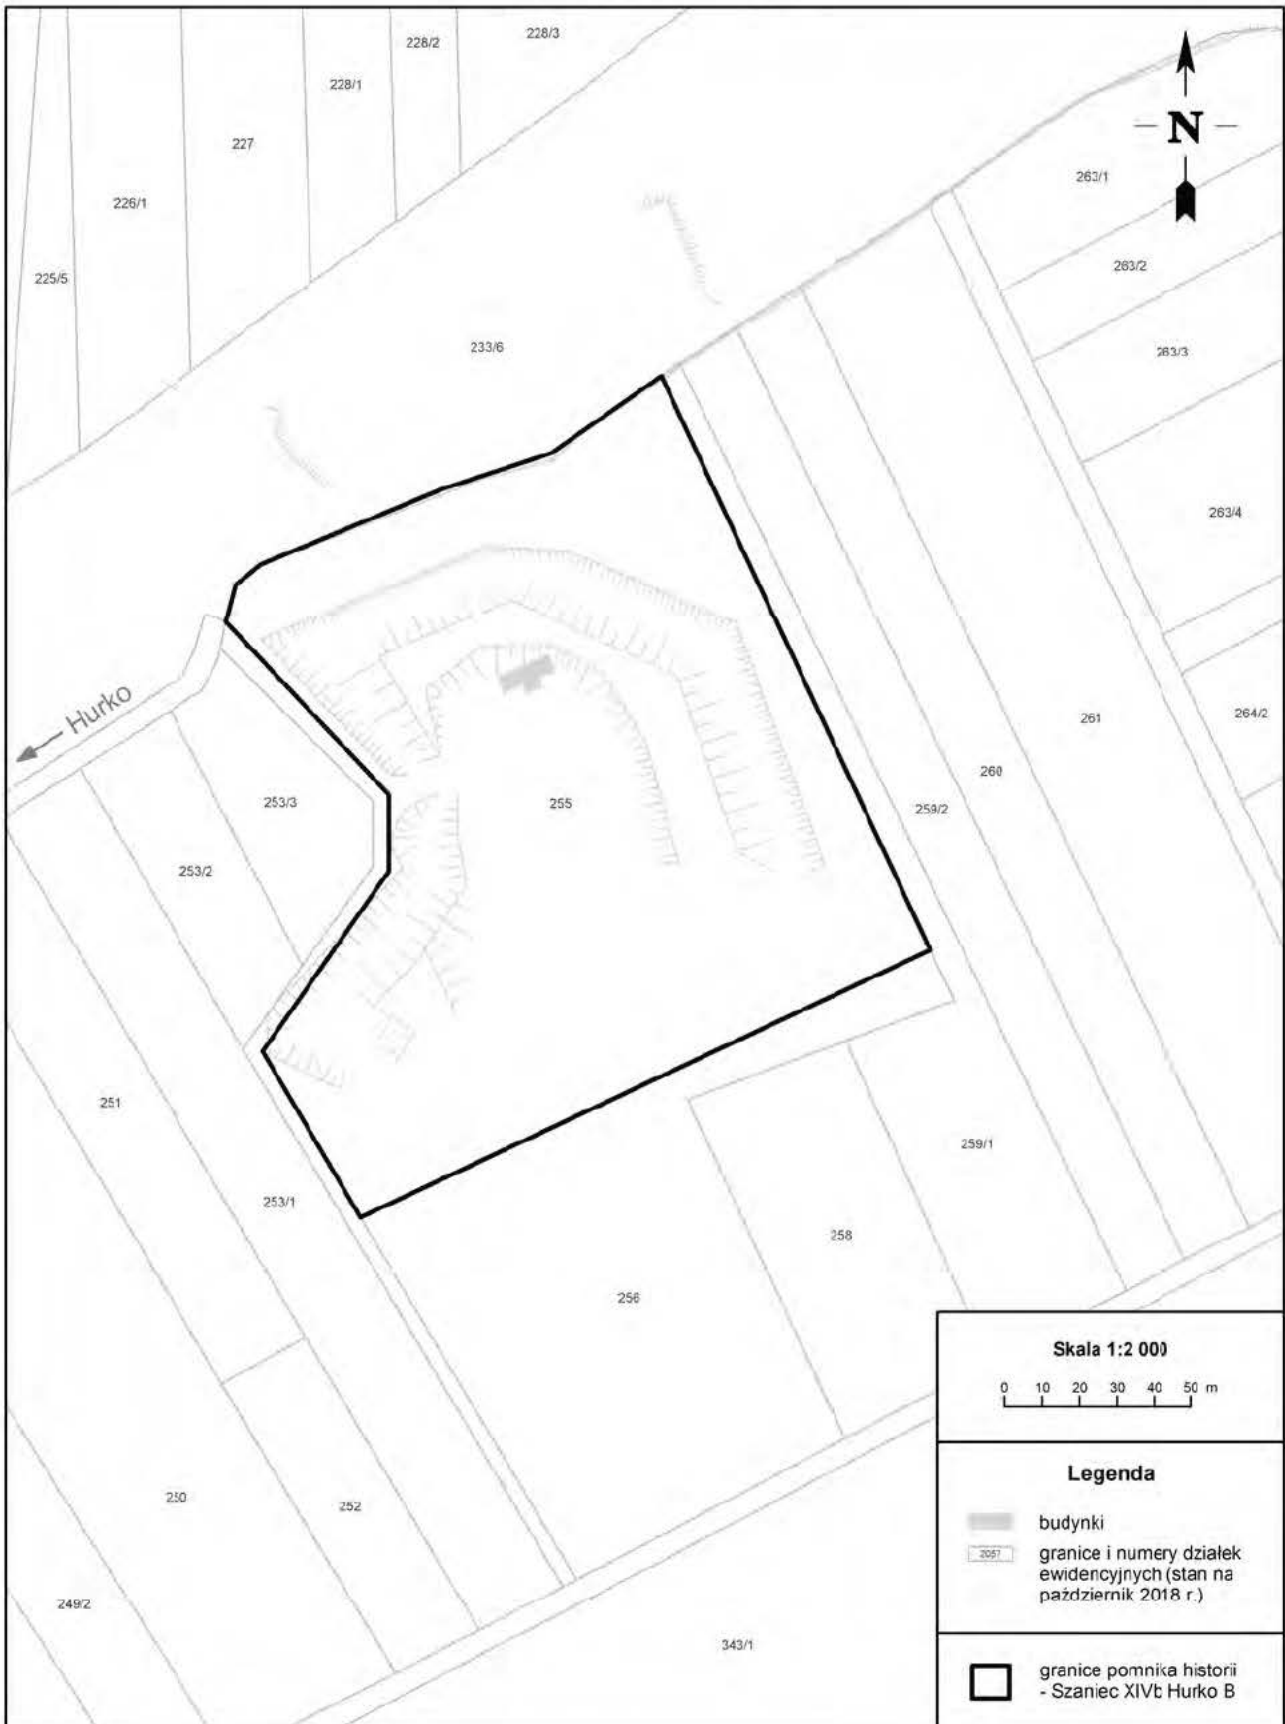 228/2
228/3
228/1
227
226/1
225/5
N
263/1
263/2
263/3
263/4
264/2
233/6
Hurko
253/3
253/2
255
259/2
260
261
251
253/1
259/1
258
256
250
252
249/2
343/1
Skala 1:2 000
0 10 20 30 40 50 m
Legenda
budynki
2057
granice i numery działek
ewidencyjnych (stan na
październik 2018 r.)
granice pomnika historii
- Szaniec XIVb Hurko B